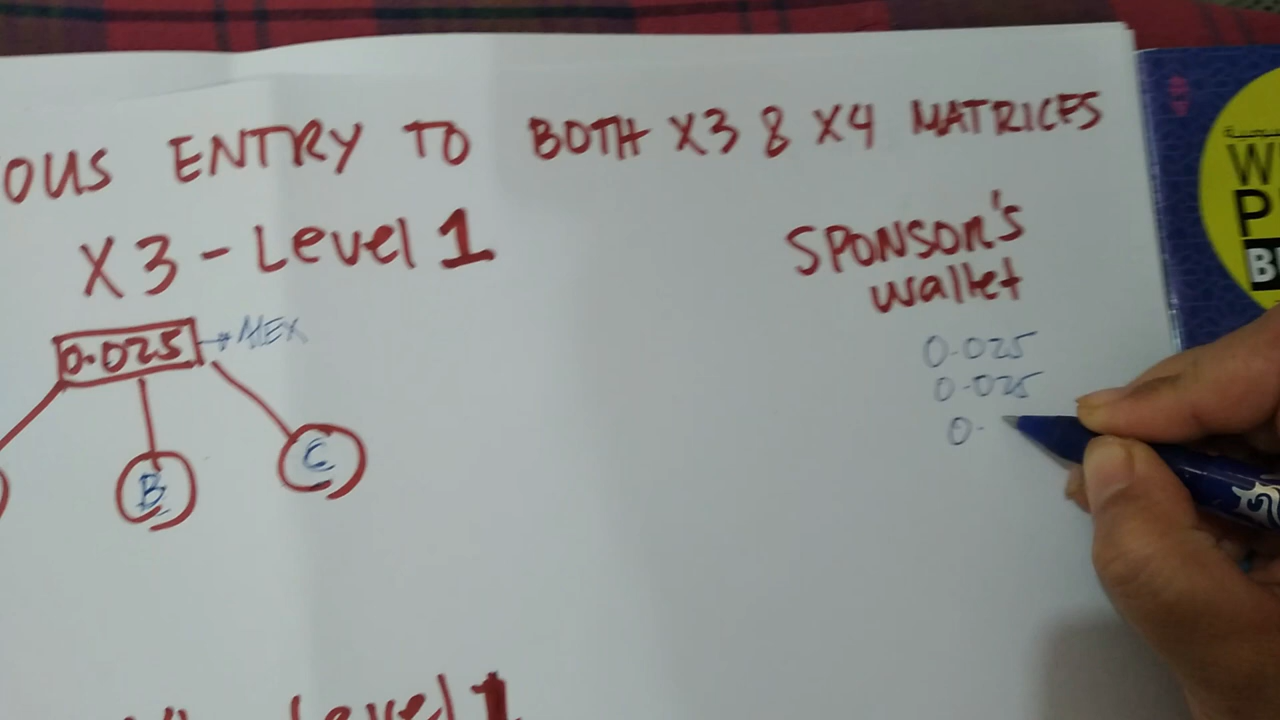 OUS ENTRY TO BOTH X3 & X4 MATRICES
X3 - Level 1
SPONSOR'S
wallet
0.025
ALEX
0.025
0.025
0.
B
C
Level 1
W
P
B